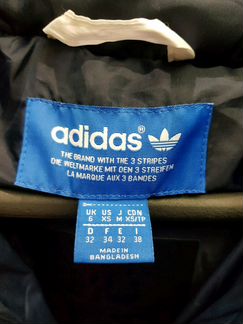 adidas®
THE BRAND WITH THE 3 STRIPES
DIE WELTMARKE MIT DEN 3 STREIFEN
LA MARQUE AUX 3 BANDES
UK US J CDN
6 XS M XS/TP
D F E I
32 34 32 38
MADE IN
BANGLADESH